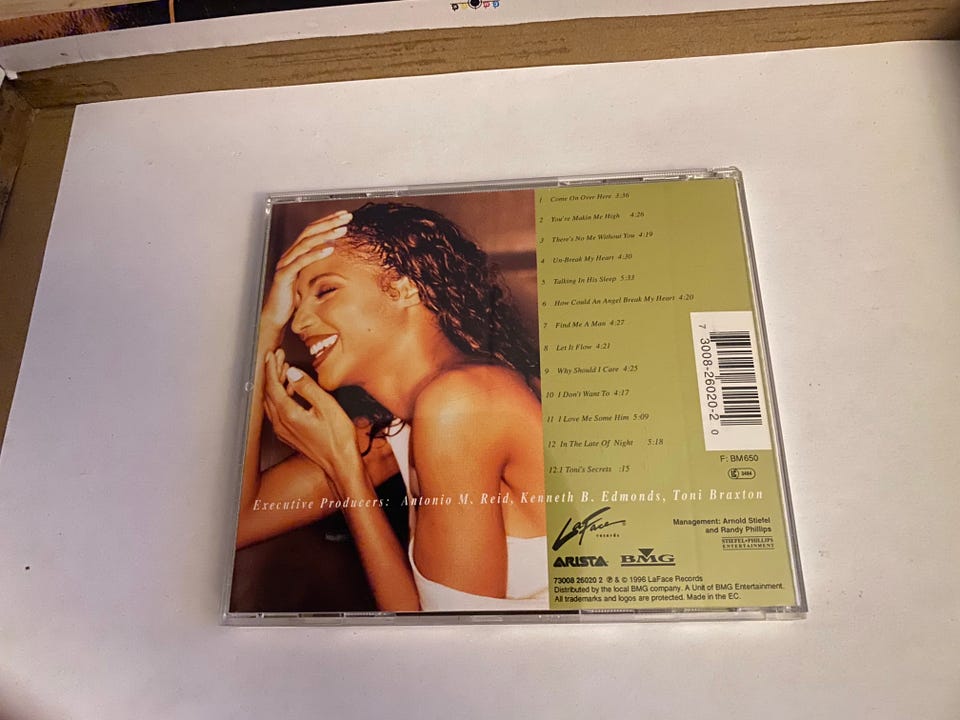 1 Come On Over Here 3:36
2 You're Makin Me High 4:26
3 There's No Me Without You 4:19
4 Un-Break My Heart 4:30
5 Talking In His Sleep 5:33
6 How Could An Angel Break My Heart 4:20
7 Find Me A Man 4:27
8 Let It Flow 4:21
9 Why Should I Care 4:25
10 I Don't Want To 4:17
11 I Love Me Some Him 5:09
12 In The Late Of Night 5:18
12.1 Toni's Secrets :15
7 3008-26020-2 0
F: BM650
Executive Producers: Antonio M. Reid, Kenneth B. Edmonds, Toni Braxton
LaFace
records
Management: Arnold Stiefel
and Randy Phillips
STIEFEL•PHILLIPS
ENTERTAINMENT
ARISTA BMG
73008 26020 2 ℗ & © 1996 LaFace Records
Distributed by the local BMG company. A Unit of BMG Entertainment.
All trademarks and logos are protected. Made in the EC.